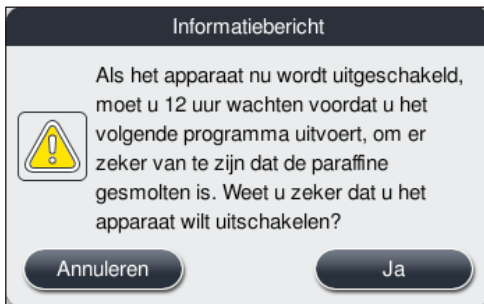 Informatiebericht
Als het apparaat nu wordt uitgeschakeld,
moet u 12 uur wachten voordat u het
volgende programma uitvoert, om er
zeker van te zijn dat de paraffine
gesmolten is. Weet u zeker dat u het
apparaat wilt uitschakelen?
Annuleren
Ja